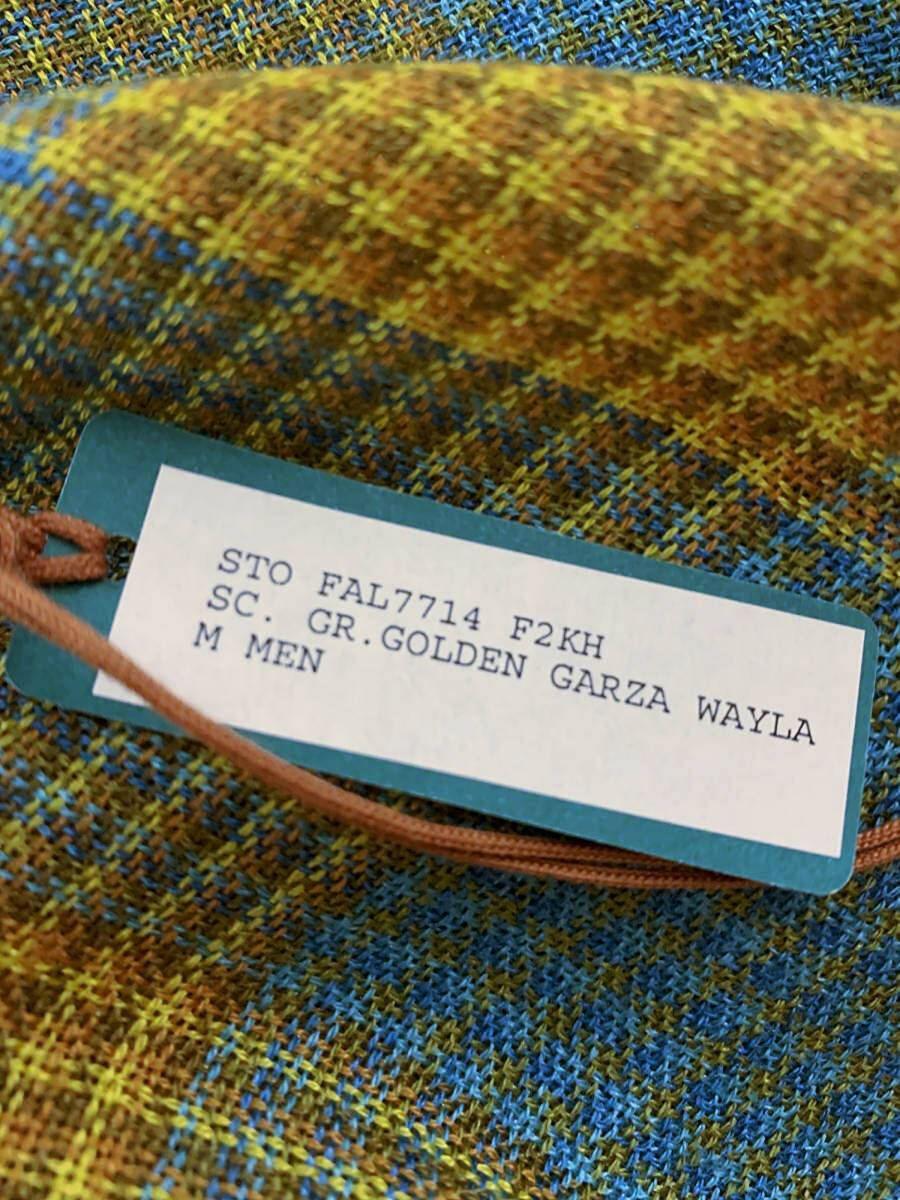 STO FAL7714 F2KH
SC. GR.GOLDEN GARZA WAYLA
M MEN